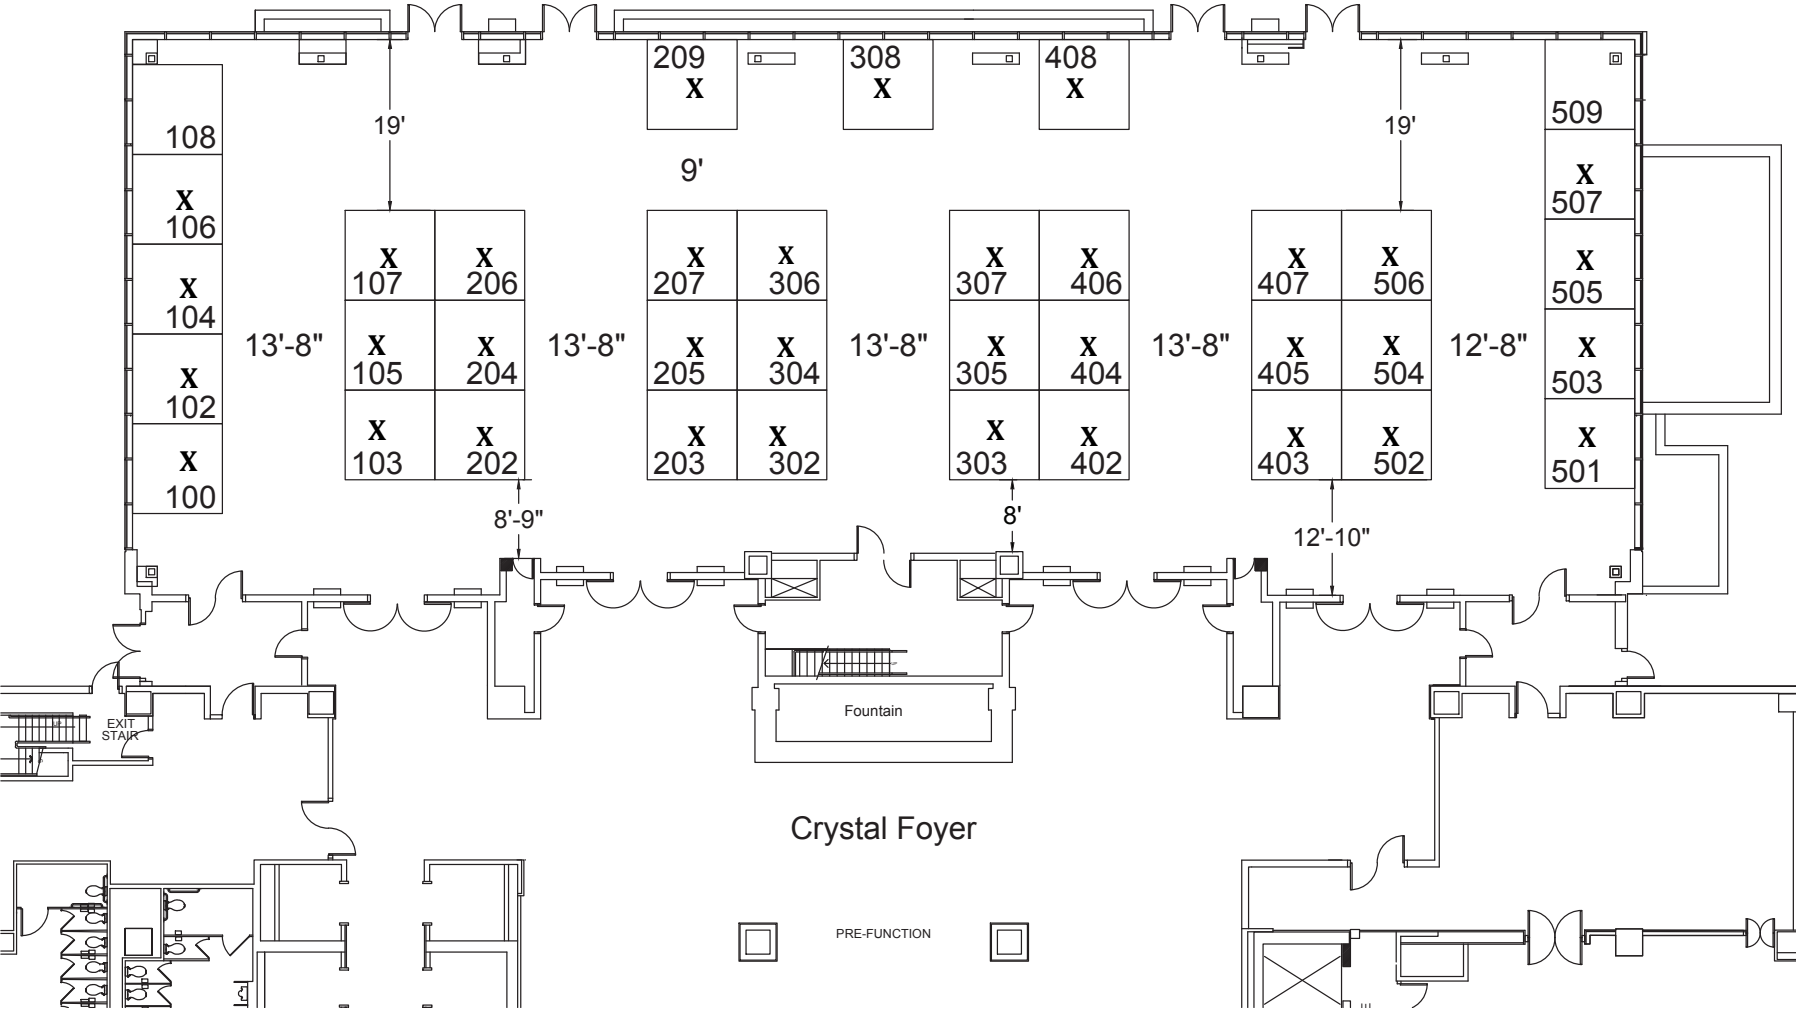 209
308
408
X
X
X
509
108
19'
19'
9'
X
106
X
507
X
107
X
206
X
207
X
306
X
307
X
406
X
407
X
506
X
505
X
104
13'-8"
X
105
X
204
13'-8"
X
205
X
304
13'-8"
X
305
X
404
13'-8"
X
405
X
504
12'-8"
X
503
X
102
X
103
X
202
X
203
X
302
X
303
X
402
X
403
X
502
X
501
X
100
8'-9"
8'
12'-10"
Fountain
EXIT
STAIR
Crystal Foyer
PRE-FUNCTION